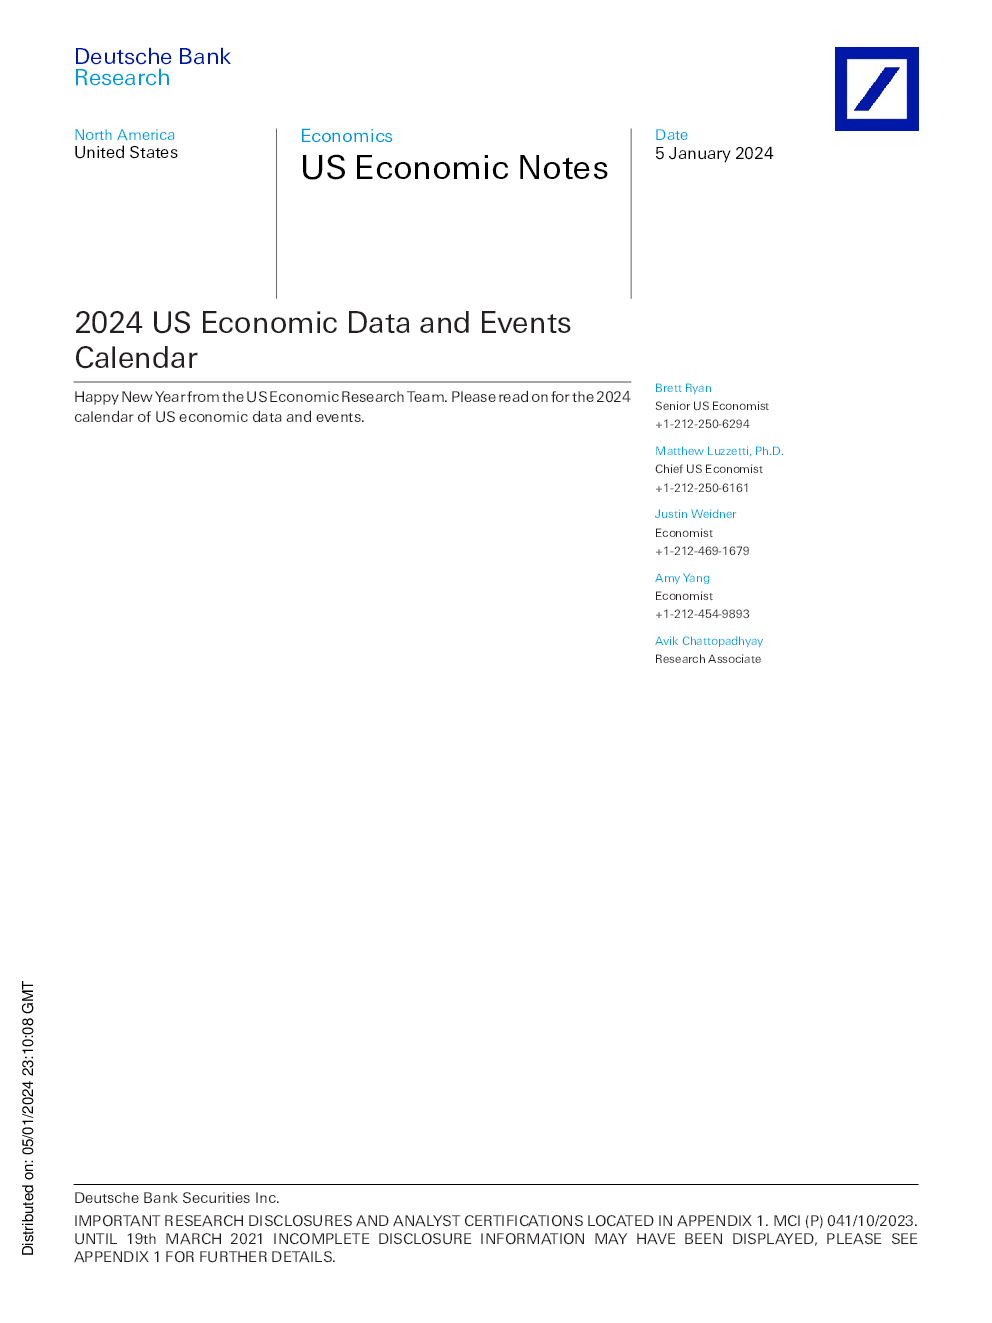 Deutsche Bank
Research
North America
United States
Economics
US Economic Notes
Date
5 January 2024
2024 US Economic Data and Events
Calendar
Happy New Year from the US Economic Research Team. Please read on for the 2024
calendar of US economic data and events.
Brett Ryan
Senior US Economist
+1-212-250-6294
Matthew Luzzetti, Ph.D.
Chief US Economist
+1-212-250-6161
Justin Weidner
Economist
+1-212-469-1679
Amy Yang
Economist
+1-212-454-9893
Avik Chattopadhyay
Research Associate
Distributed on: 05/01/2024 23:10:08 GMT
Deutsche Bank Securities Inc.
IMPORTANT RESEARCH DISCLOSURES AND ANALYST CERTIFICATIONS LOCATED IN APPENDIX 1. MCI (P) 041/10/2023.
UNTIL 19th MARCH 2021 INCOMPLETE DISCLOSURE INFORMATION MAY HAVE BEEN DISPLAYED, PLEASE SEE
APPENDIX 1 FOR FURTHER DETAILS.